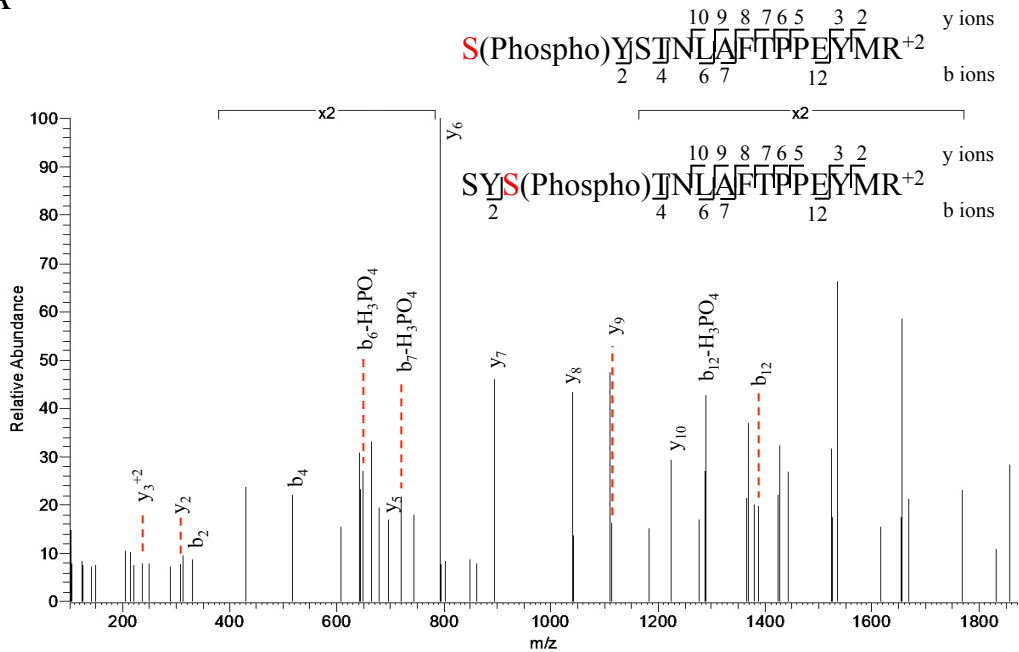 A
10 9 8 7 6 5 3 2 y ions
S(Phospho)YSTNLAFTPPEYMR+2
2 4 6 7 12 b ions
x2 x2
10 9 8 7 6 5 3 2 y ions
SYS(Phospho)TNLAFTPPEYMR+2
2 4 6 7 12 b ions
100
90
80
70
60
50
40
30
20
10
0
Relative Abundance
y3+2
y2
b2
b4
b6-H3PO4
y5
b7-H3PO4
y6
y7
y8
y9
y10
b12-H3PO4
b12
200 400 600 800 1000 1200 1400 1600 1800
m/z